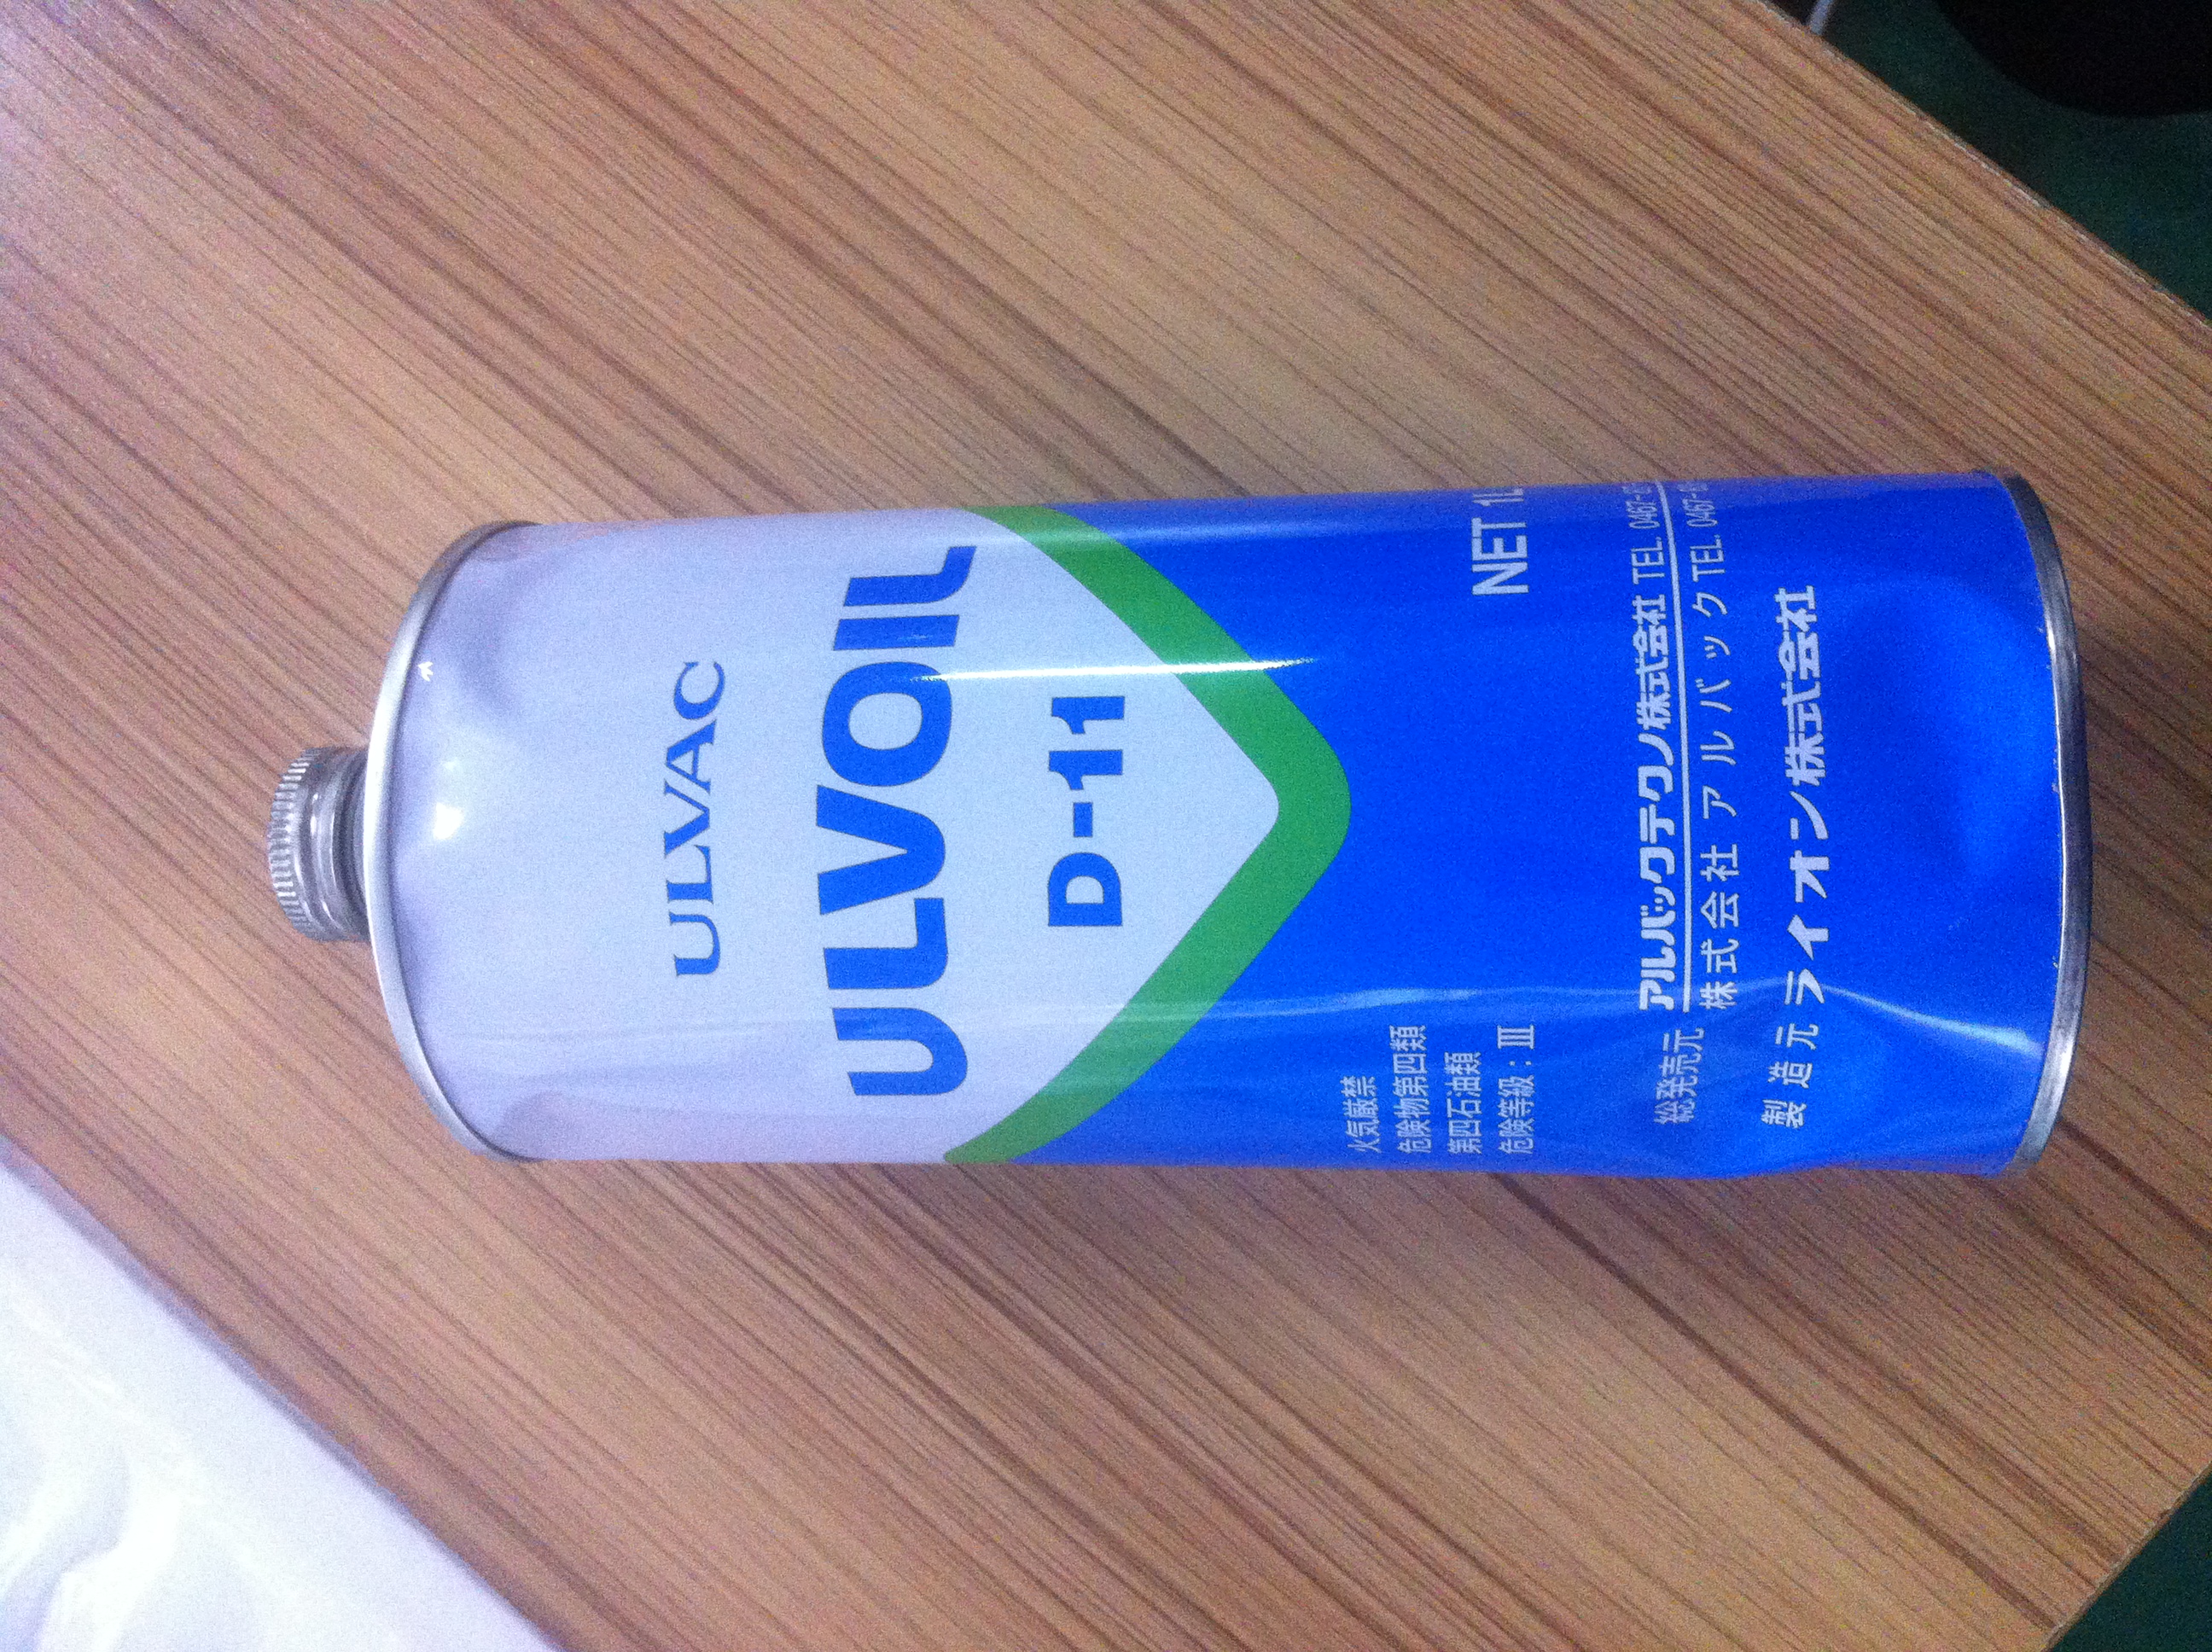 ULVAC
ULVOIL
D-11
火気厳禁
危険物第四類
第四石油類
危険等級：III
NET 1L
総発売元 アルバックテクノ株式会社 TEL. 0467-
株式会社アルバック TEL. 0467-
製造元 ライオン株式会社